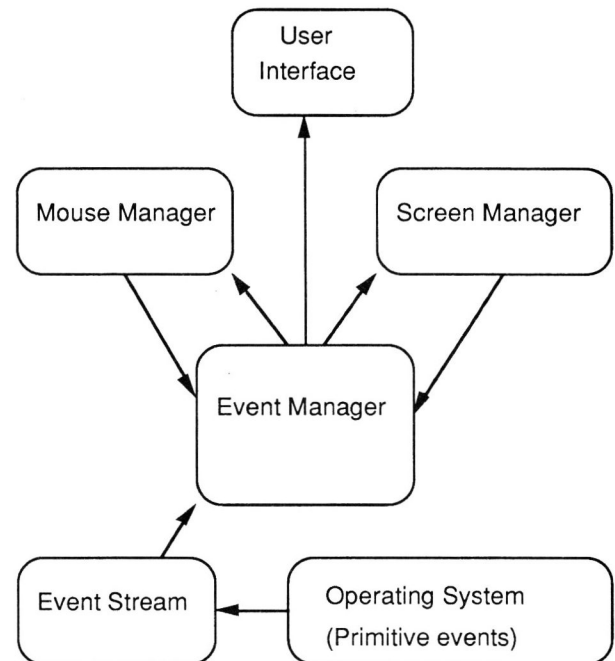 User
Interface
Mouse Manager
Screen Manager
Event Manager
Event Stream
Operating System
(Primitive events)